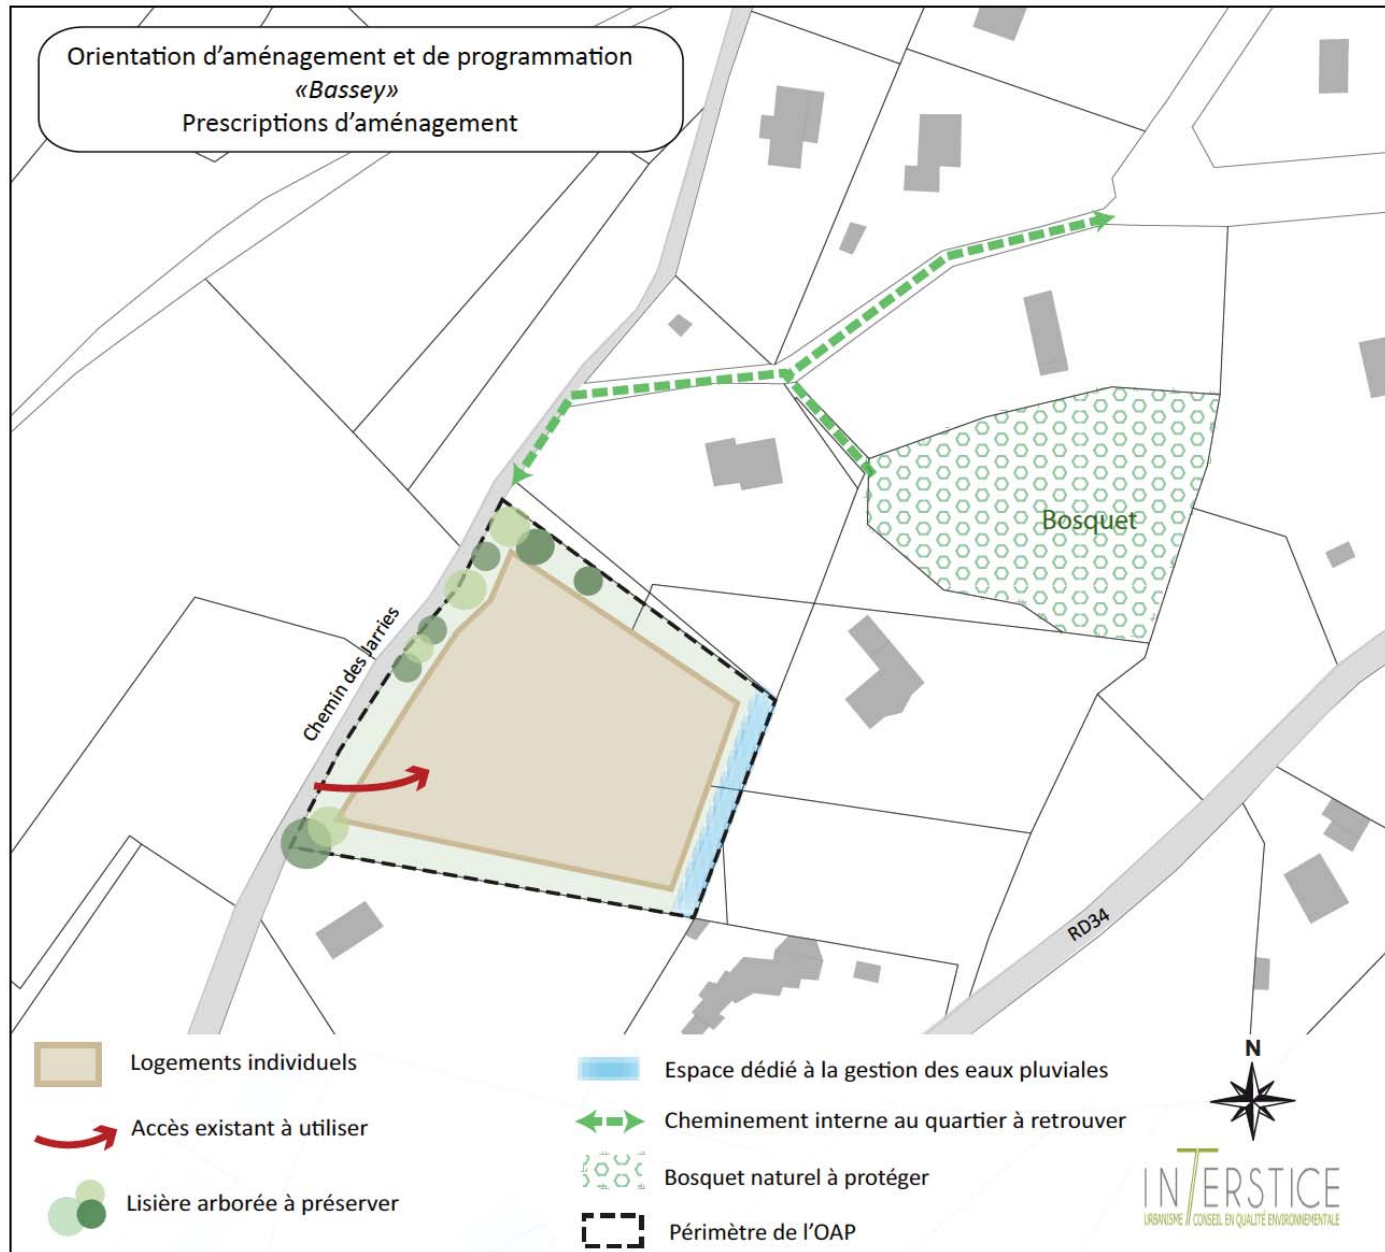 Orientation d'aménagement et de programmation
«Bassey»
Prescriptions d'aménagement
Bosquet
Chemin des Jarries
RD34
Logements individuels
Accès existant à utiliser
Lisière arborée à préserver
Espace dédié à la gestion des eaux pluviales
Cheminement interne au quartier à retrouver
Bosquet naturel à protéger
Périmètre de l'OAP
N
INTERSTICE
URBANISME CONSEIL EN QUALITÉ ENVIRONNEMENTALE